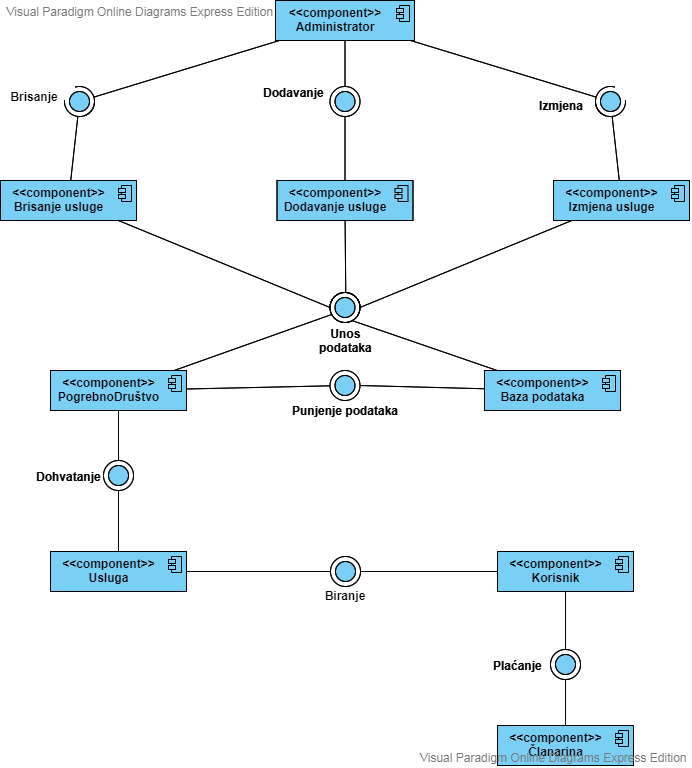 Visual Paradigm Online Diagrams Express Edition
<<component>>
Administrator
Brisanje
Dodavanje
Izmjena
<<component>>
Brisanje usluge
<<component>>
Dodavanje usluge
<<component>>
Izmjena usluge
Unos
podataka
<<component>>
PogrebnoDruštvo
Punjenje podataka
<<component>>
Baza podataka
Dohvatanje
<<component>>
Usluga
Biranje
<<component>>
Korisnik
Plaćanje
<<component>>
Članarina
Visual Paradigm Online Diagrams Express Edition